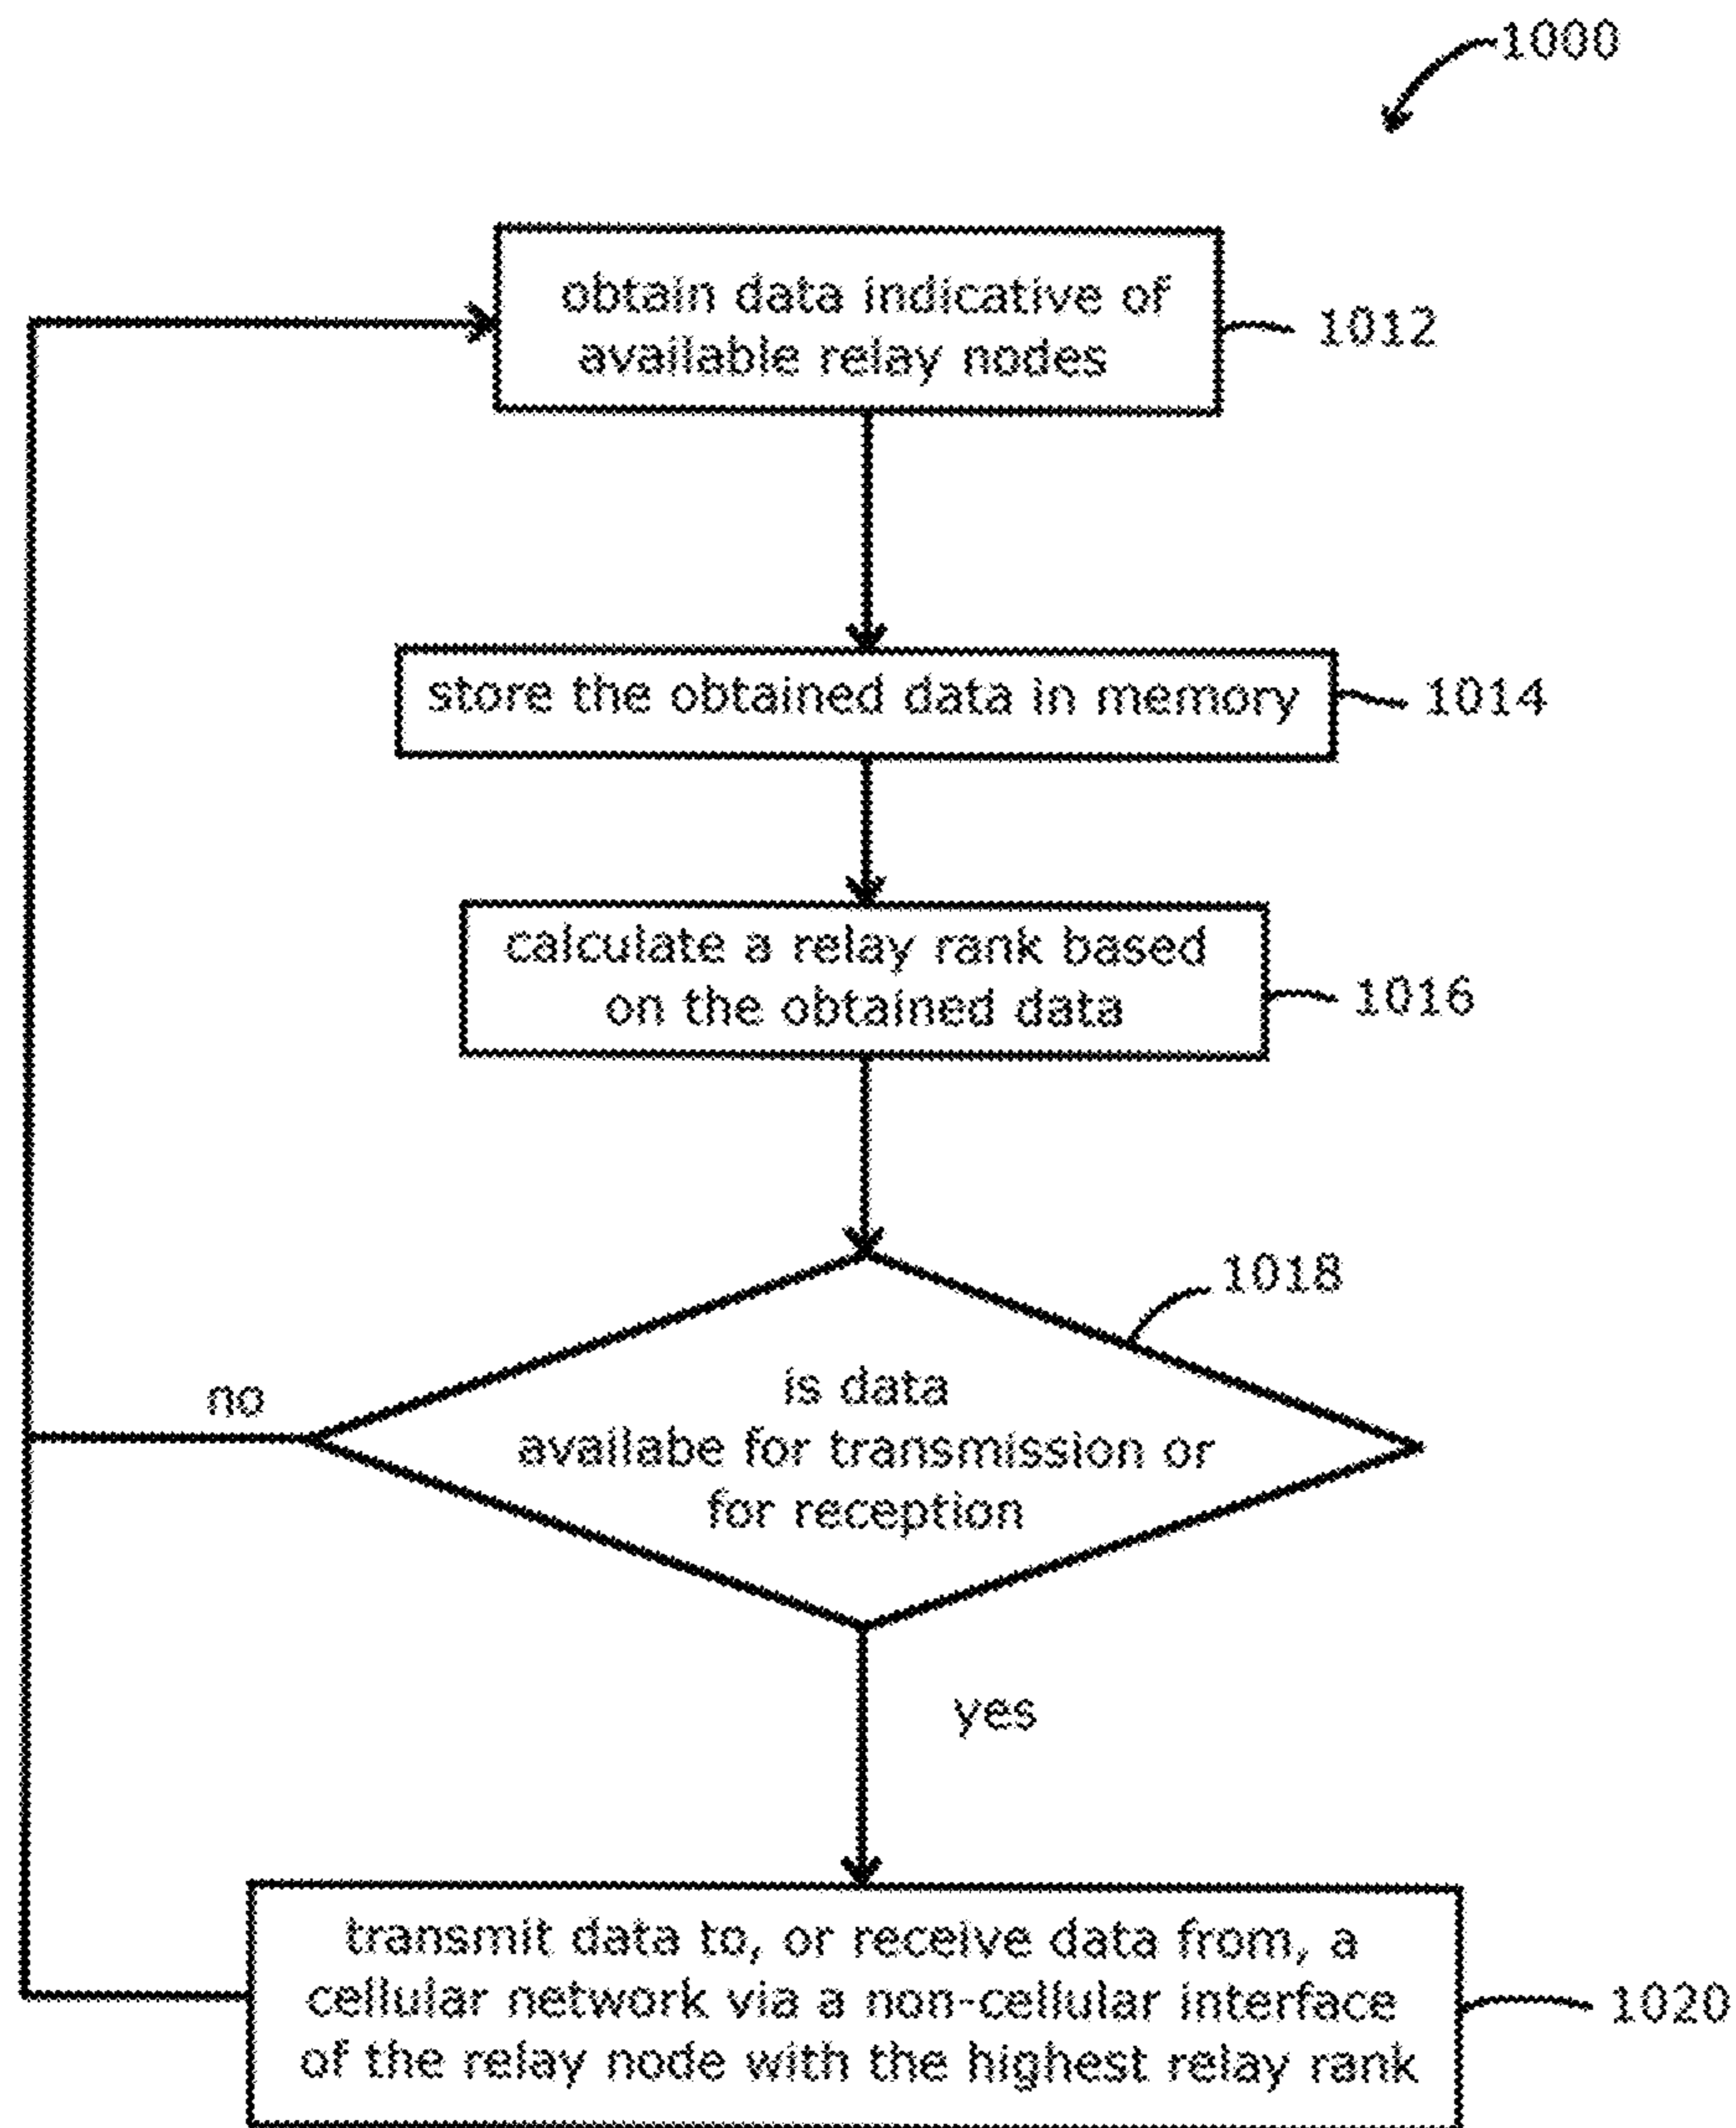 1000
obtain data indicative of
available relay nodes
1012
store the obtained data in memory
1014
calculate a relay rank based
on the obtained data
1016
1018
is data
availabe for transmission or
for reception
no
yes
transmit data to, or receive data from, a
cellular network via a non-cellular interface
of the relay node with the highest relay rank
1020